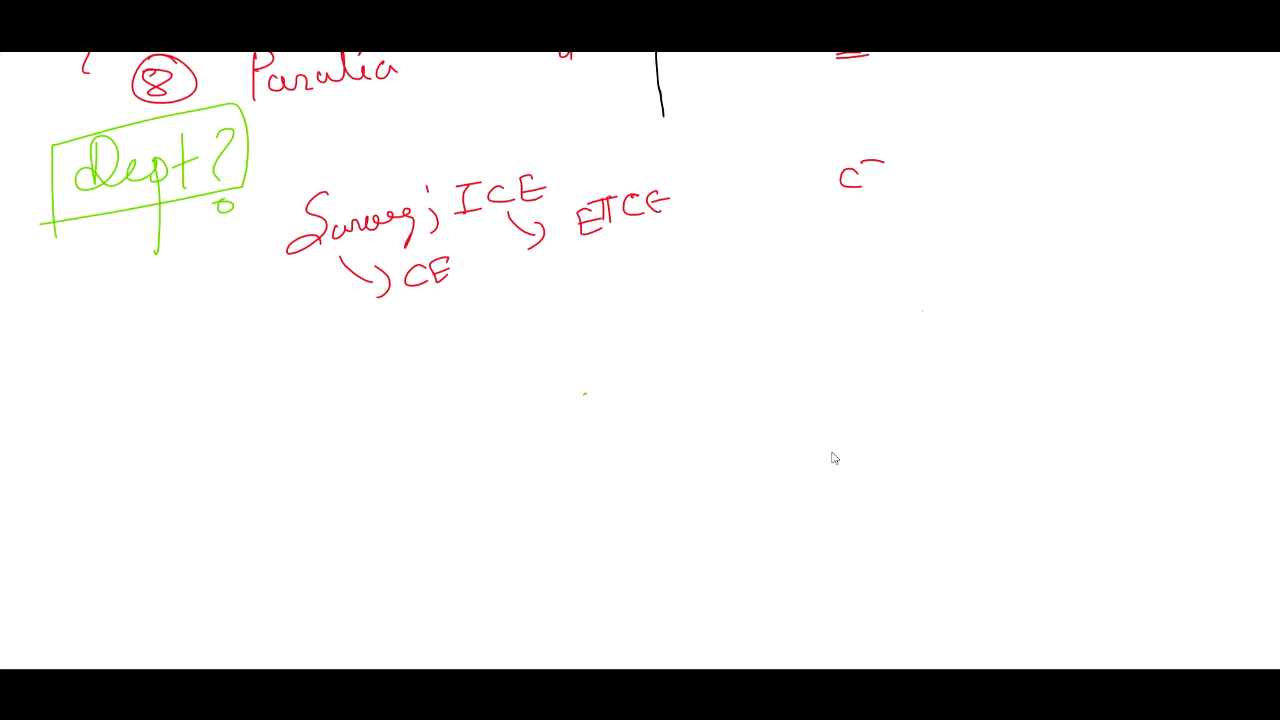 8 Paralia
Dept?
Survey; ICE → ETCE
→ CE
C